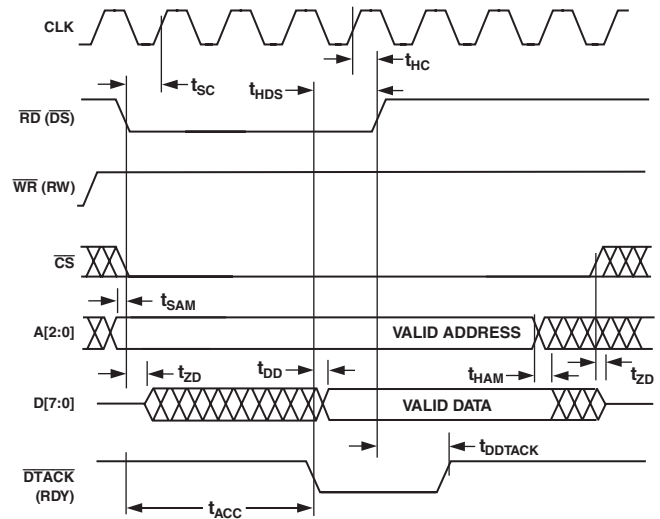 CLK
tHC
tSC
tHDS
RD (DS)
WR (RW)
CS
tSAM
A[2:0]
VALID ADDRESS
tZD
tDD
tHAM
tZD
D[7:0]
VALID DATA
tDDTACK
DTACK
(RDY)
tACC